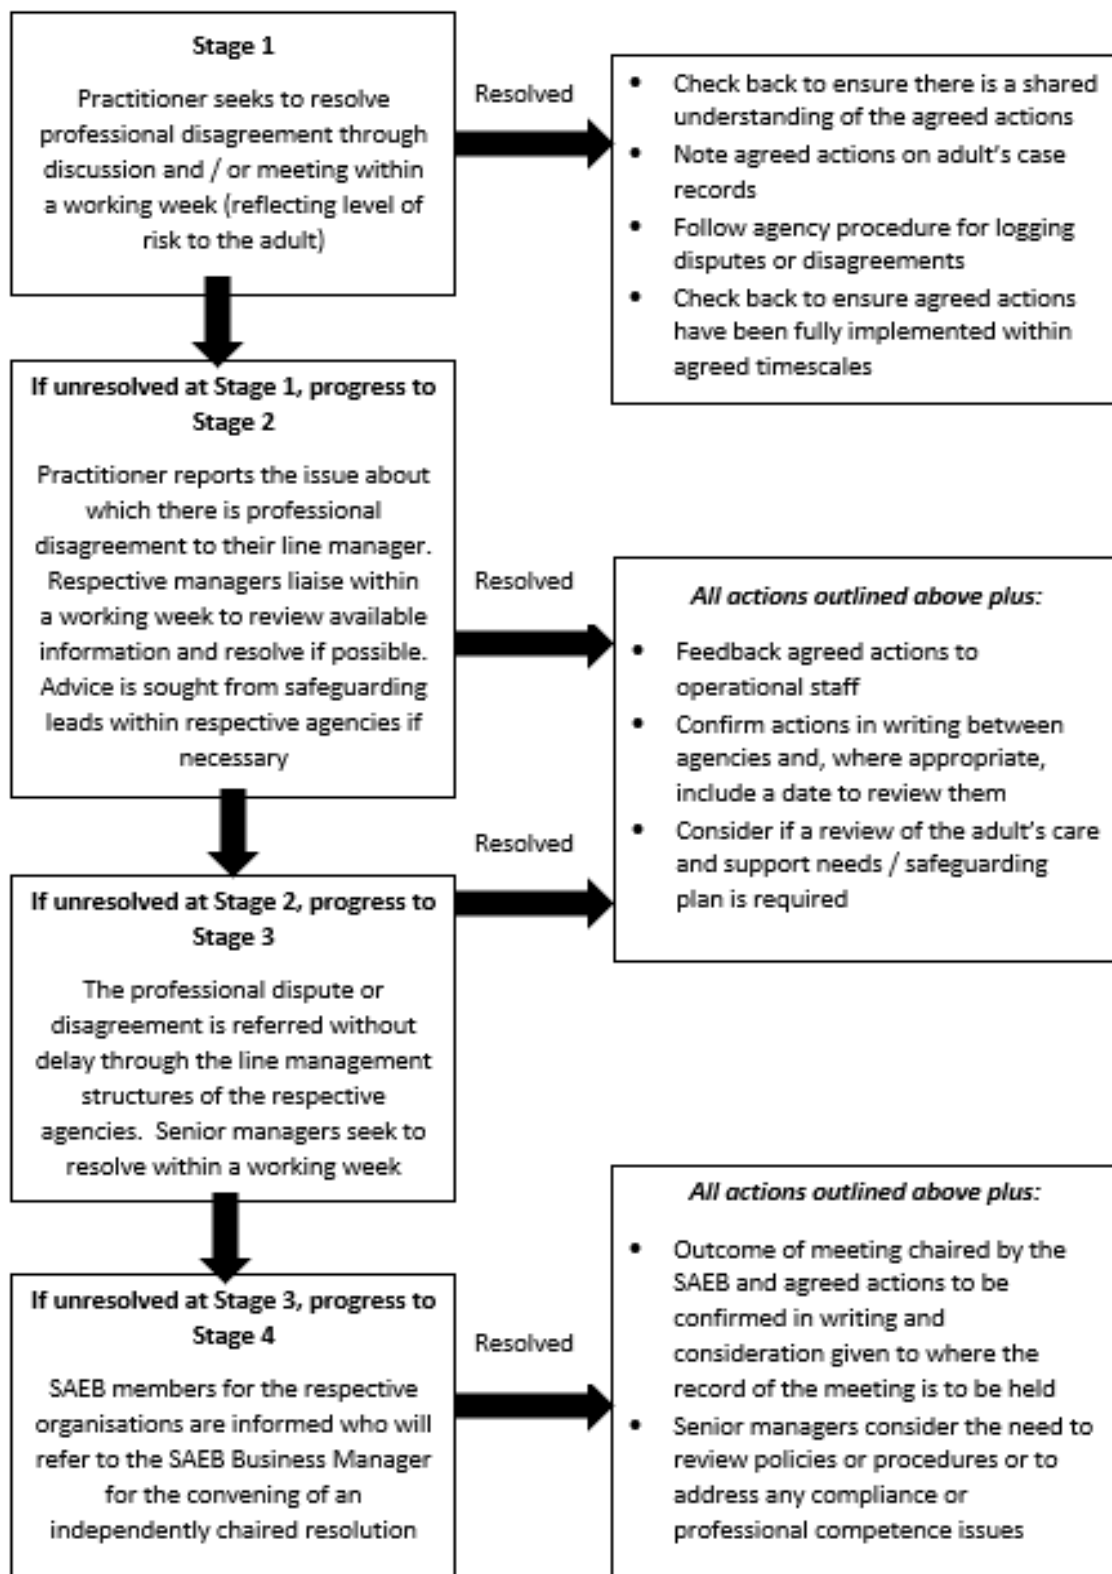 Stage 1
Practitioner seeks to resolve
professional disagreement through
discussion and / or meeting within
a working week (reflecting level of
risk to the adult)
Resolved
• Check back to ensure there is a shared
understanding of the agreed actions
• Note agreed actions on adult's case
records
• Follow agency procedure for logging
disputes or disagreements
• Check back to ensure agreed actions
have been fully implemented within
agreed timescales
If unresolved at Stage 1, progress to
Stage 2
Practitioner reports the issue about
which there is professional
disagreement to their line manager.
Respective managers liaise within
a working week to review available
information and resolve if possible.
Advice is sought from safeguarding
leads within respective agencies if
necessary
Resolved
All actions outlined above plus:
• Feedback agreed actions to
operational staff
• Confirm actions in writing between
agencies and, where appropriate,
include a date to review them
• Consider if a review of the adult's care
and support needs / safeguarding
plan is required
Resolved
If unresolved at Stage 2, progress to
Stage 3
The professional dispute or
disagreement is referred without
delay through the line management
structures of the respective
agencies.  Senior managers seek to
resolve within a working week
If unresolved at Stage 3, progress to
Stage 4
SAEB members for the respective
organisations are informed who will
refer to the SAEB Business Manager
for the convening of an
independently chaired resolution
Resolved
All actions outlined above plus:
• Outcome of meeting chaired by the
SAEB and agreed actions to be
confirmed in writing and
consideration given to where the
record of the meeting is to be held
• Senior managers consider the need to
review policies or procedures or to
address any compliance or
professional competence issues